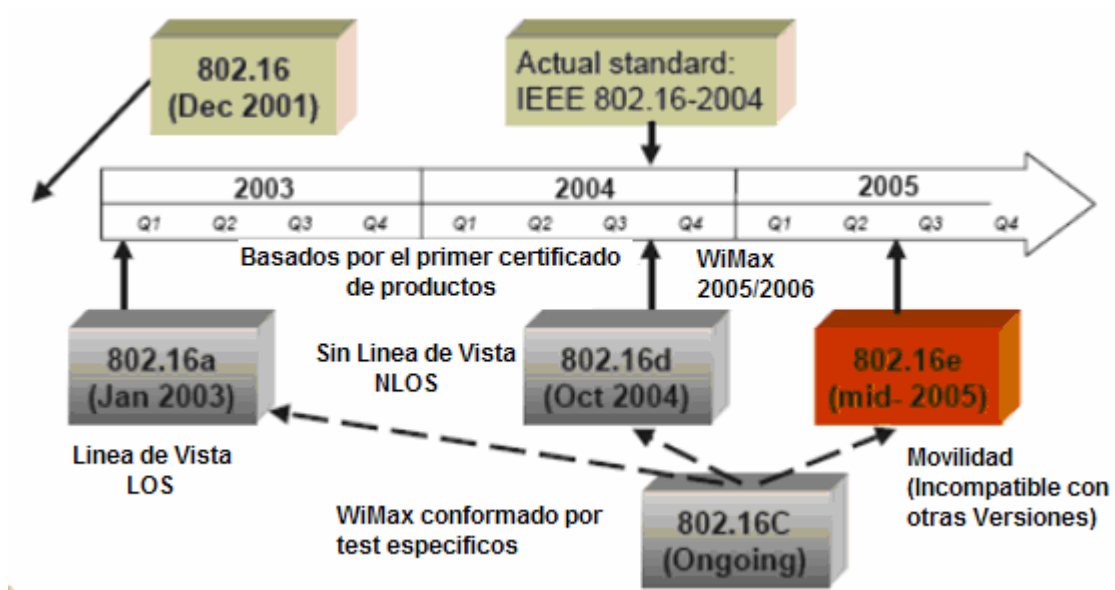 802.16
(Dec 2001)
Actual standard:
IEEE 802.16-2004
2003
2004
2005
Q1 Q2 Q3 Q4 Q1 Q2 Q3 Q4 Q1 Q2 Q3 Q4
Basados por el primer certificado
de productos
WiMax
2005/2006
802.16a
(Jan 2003)
Sin Linea de Vista
NLOS
802.16d
(Oct 2004)
802.16e
(mid- 2005)
Linea de Vista
LOS
Movilidad
(Incompatible con
otras Versiones)
WiMax conformado por
test especificos
802.16C
(Ongoing)